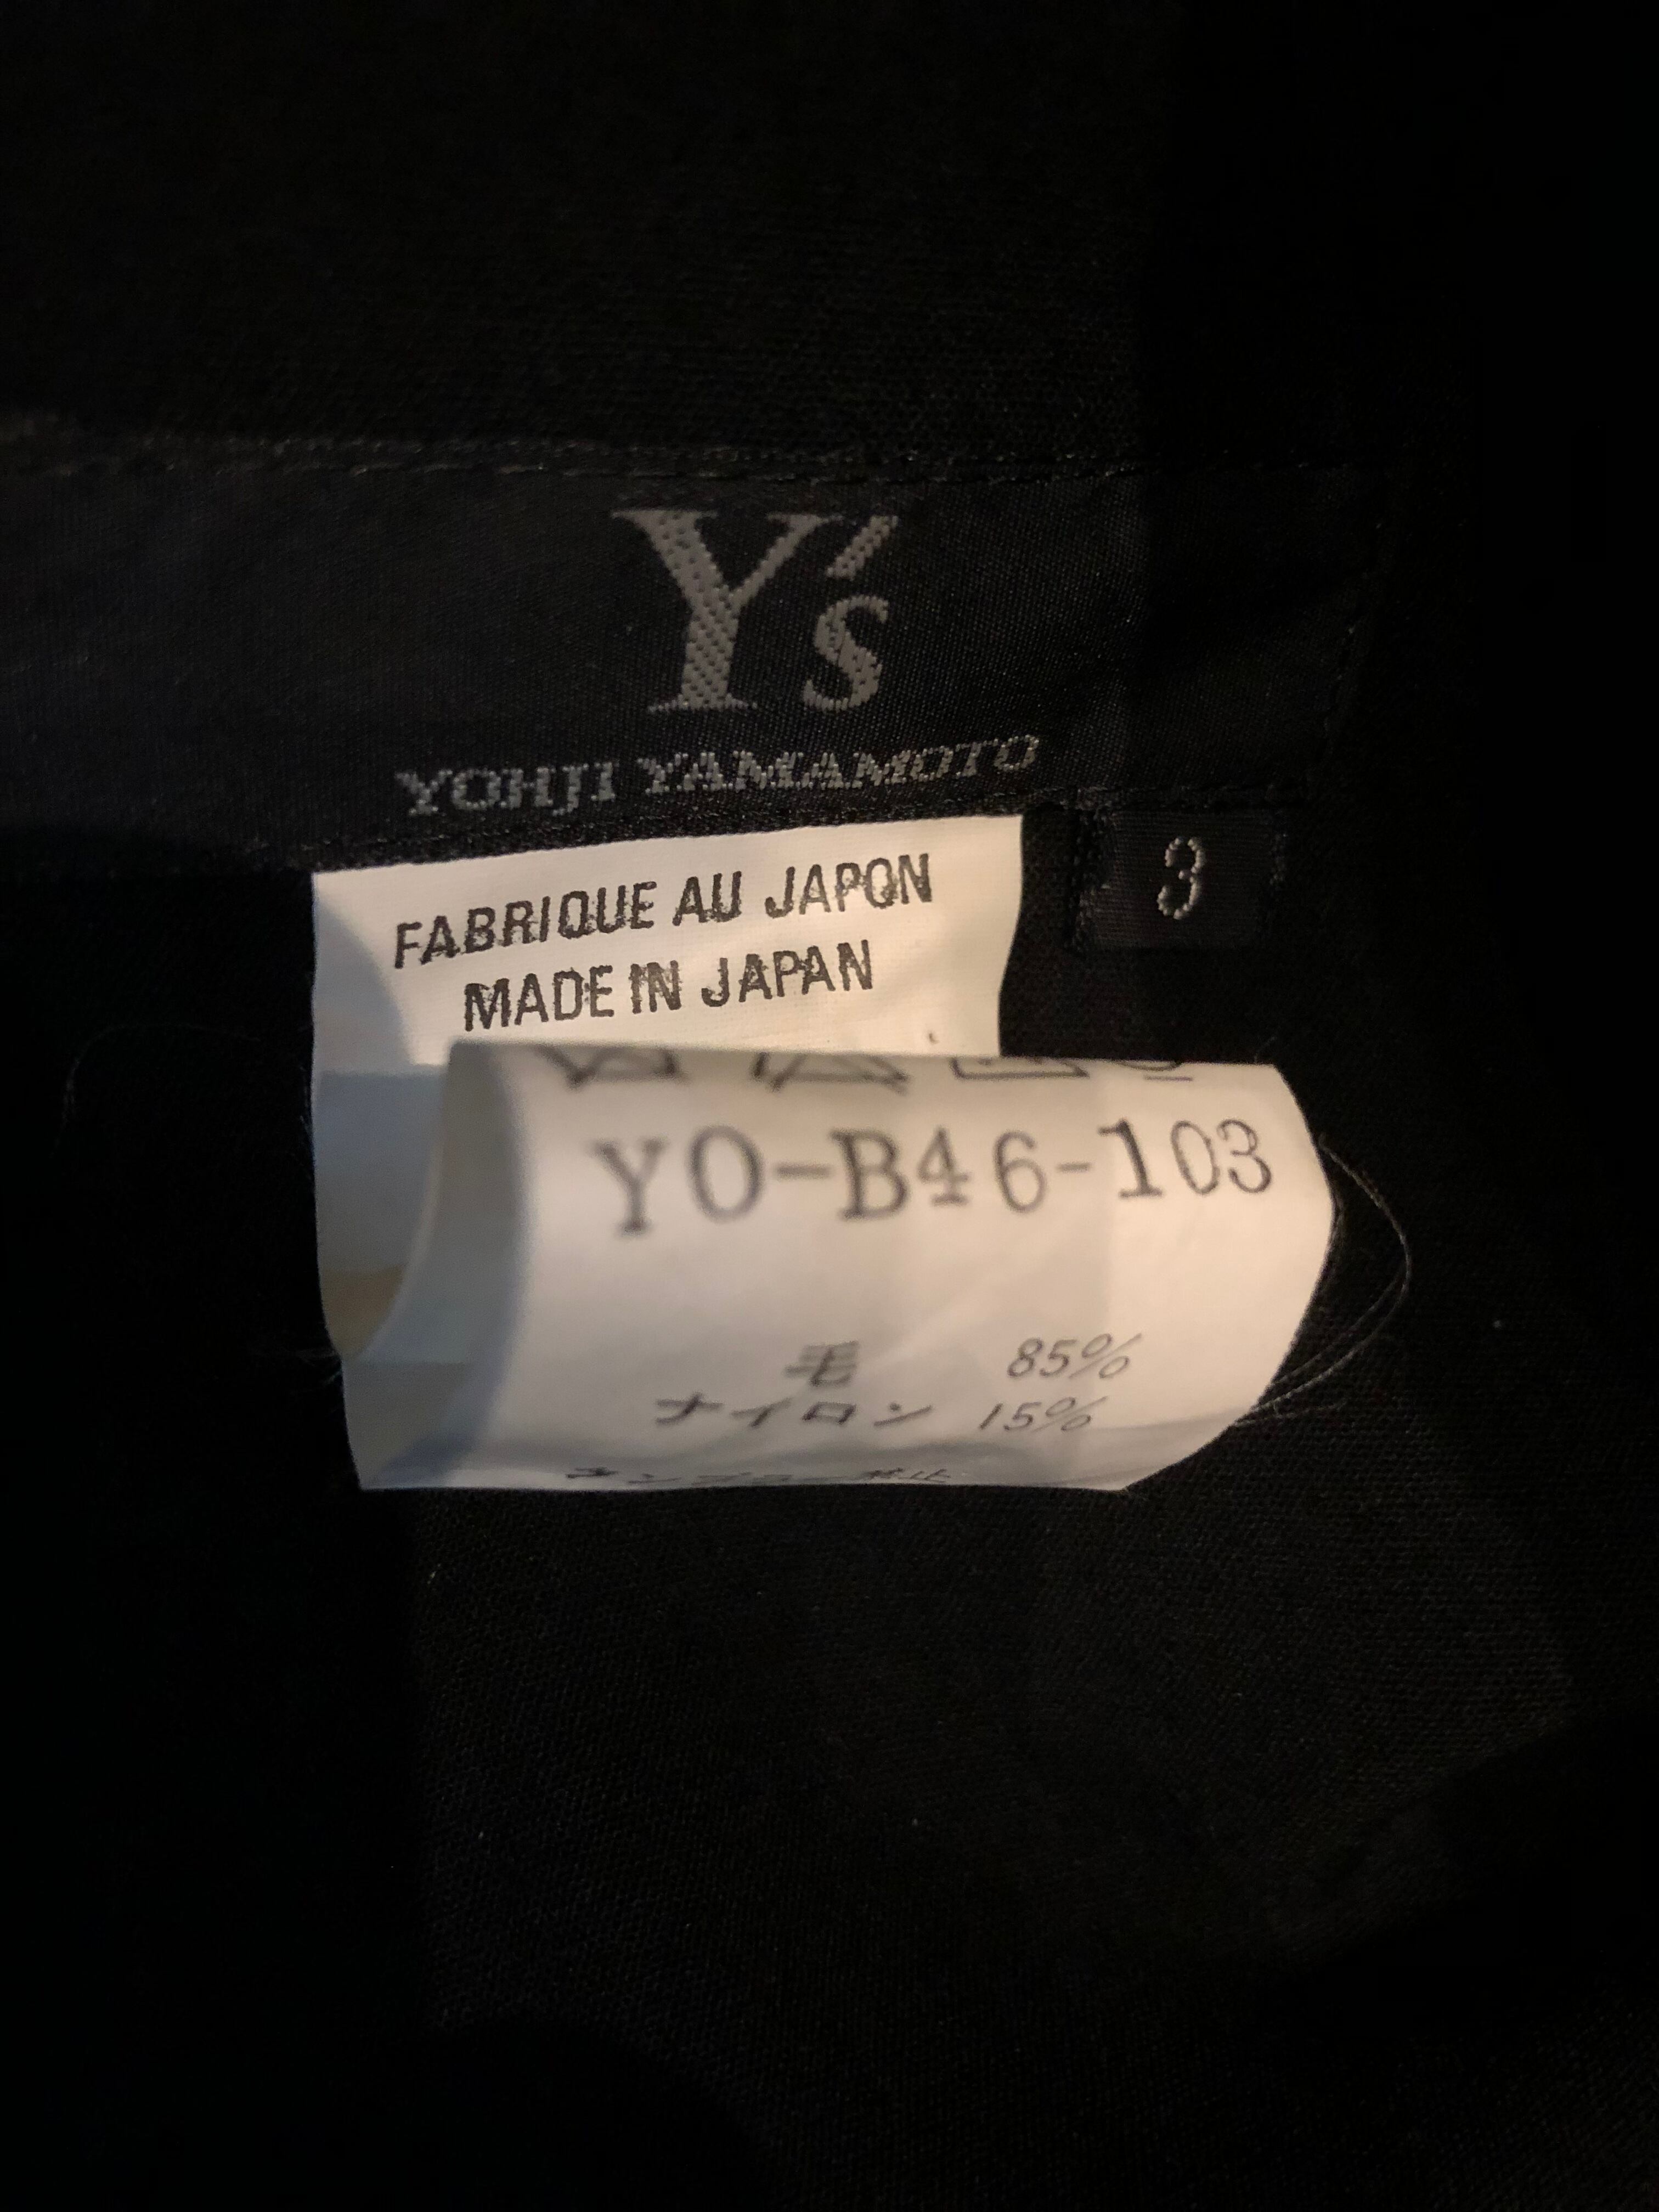 Y's
YOHJI YAMAMOTO
3
FABRIQUE AU JAPON
MADE IN JAPAN
YO-B46-103
毛 85%
ナイロン 15%